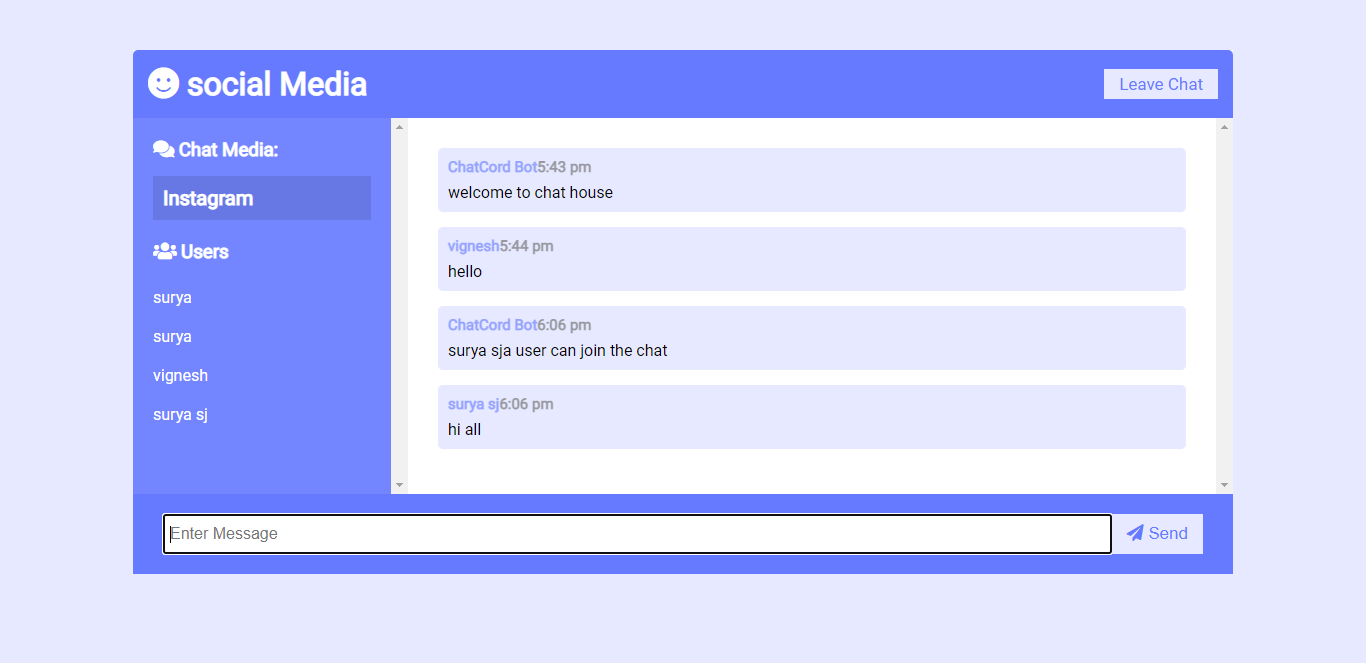 social Media
Leave Chat
Chat Media:
Instagram
Users
surya
surya
vignesh
surya sj
ChatCord Bot5:43 pm
welcome to chat house
vignesh5:44 pm
hello
ChatCord Bot6:06 pm
surya sja user can join the chat
surya sj6:06 pm
hi all
Enter Message
Send